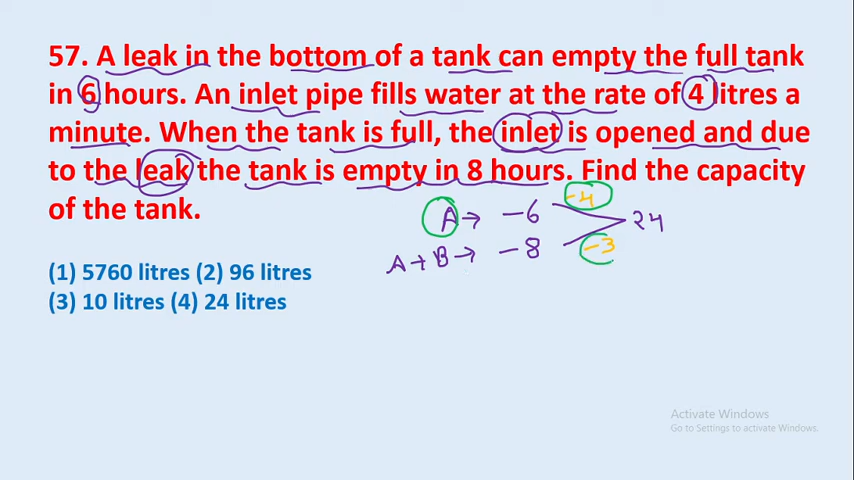 57. A leak in the bottom of a tank can empty the full tank
in 6 hours. An inlet pipe fills water at the rate of 4 litres a
minute. When the tank is full, the inlet is opened and due
to the leak the tank is empty in 8 hours. Find the capacity
of the tank.
A → -6 -4 24
A+B → -8 -3
(1) 5760 litres (2) 96 litres
(3) 10 litres (4) 24 litres
Activate Windows
Go to Settings to activate Windows.